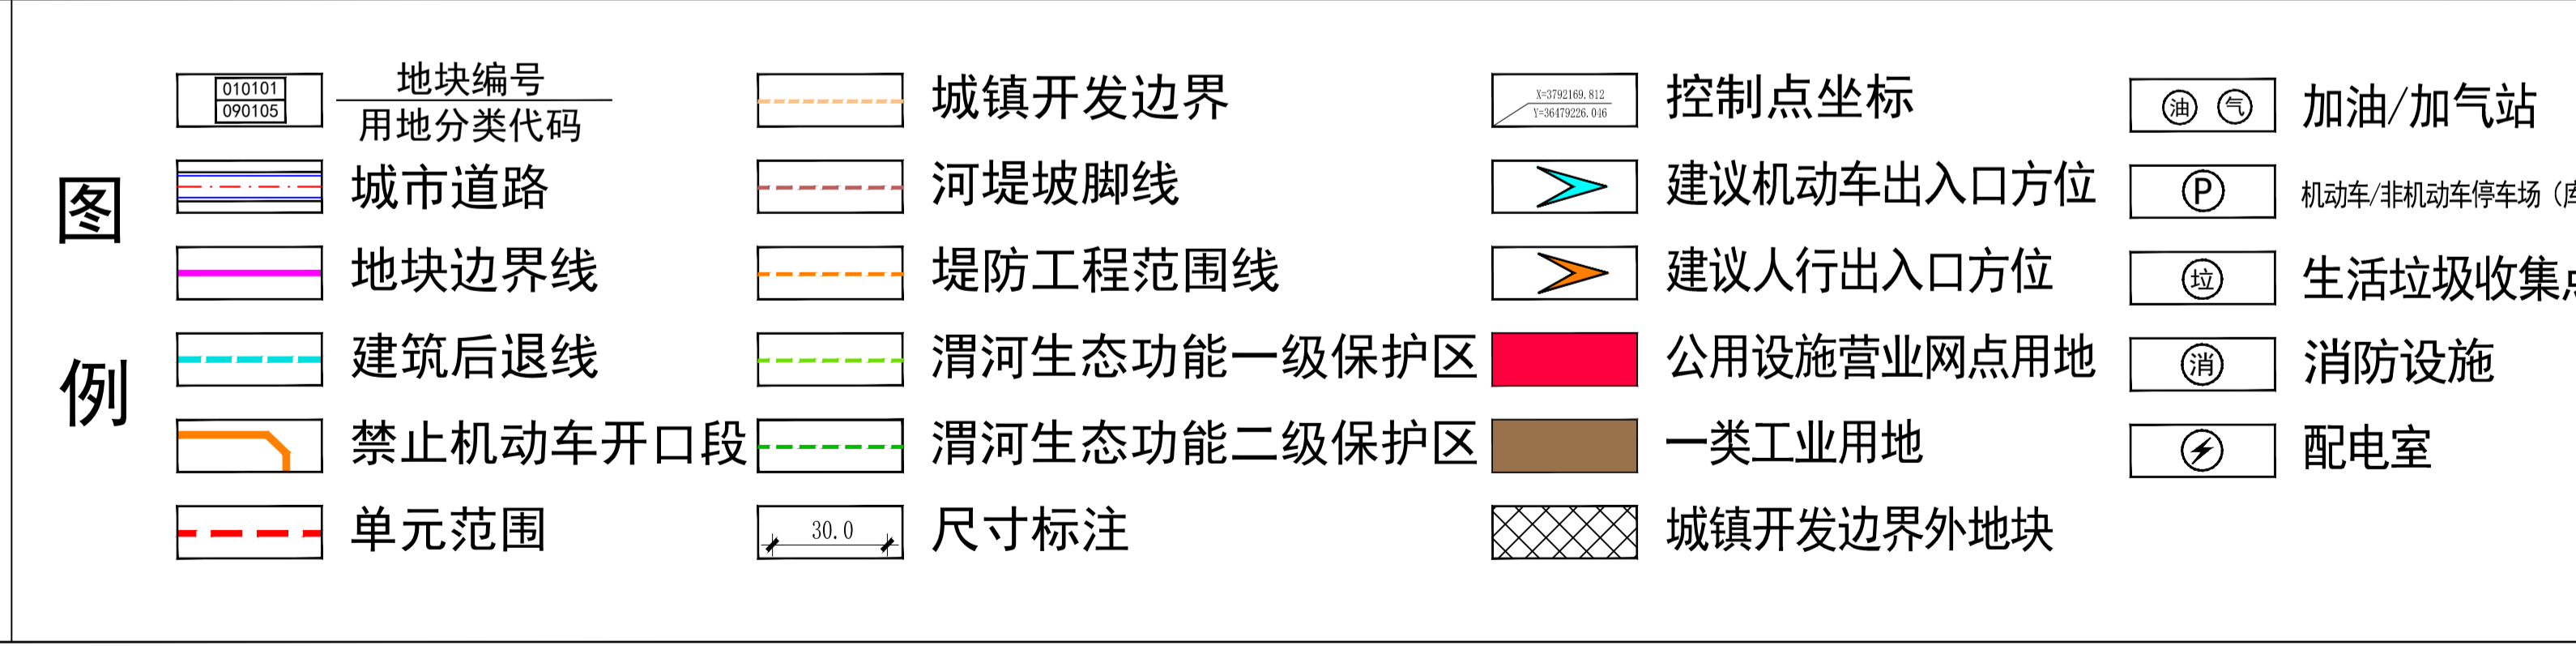 图例
010101
090105
地块编号
用地分类代码
城市道路
地块边界线
建筑后退线
禁止机动车开口段
单元范围
城镇开发边界
河堤坡脚线
堤防工程范围线
渭河生态功能一级保护区
渭河生态功能二级保护区
30.0
尺寸标注
X=3792169.812
Y=36479226.046
控制点坐标
建议机动车出入口方位
建议人行出入口方位
公用设施营业网点用地
一类工业用地
城镇开发边界外地块
油 气
加油/加气站
P
机动车/非机动车停车场（库
垃
生活垃圾收集点
消
消防设施
配电室